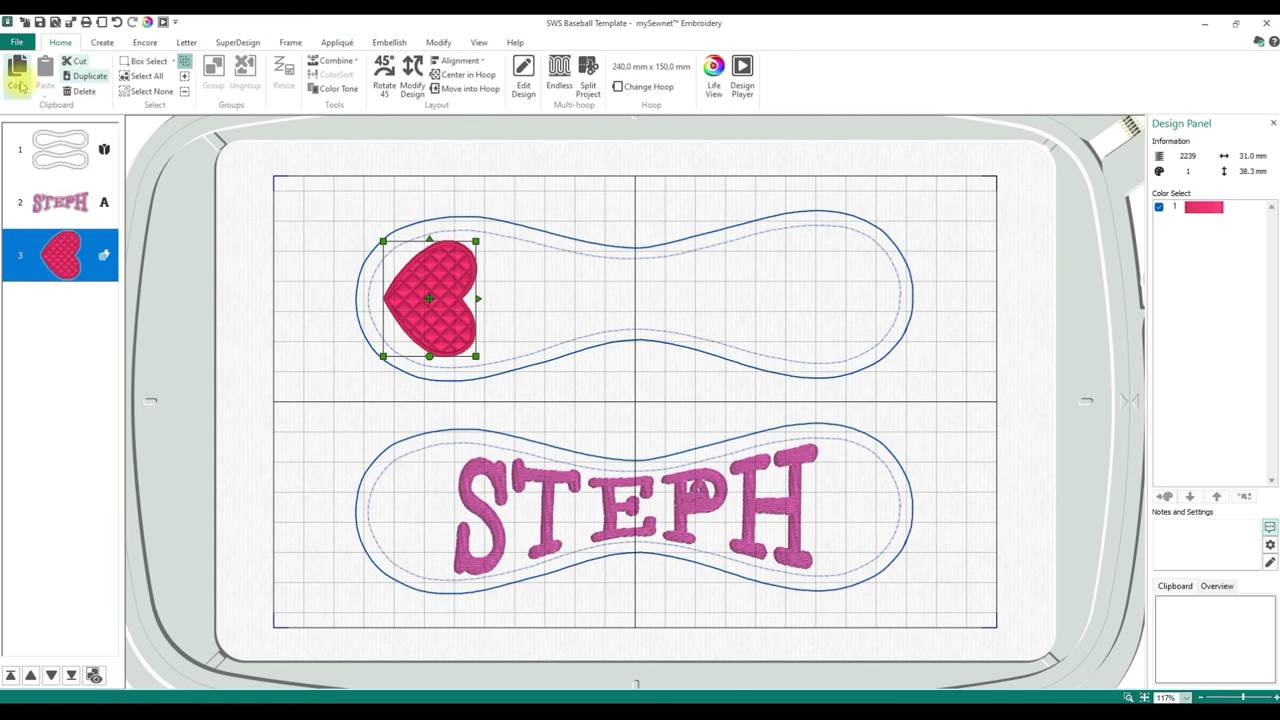 SWS Baseball Template - mySewnet™ Embroidery
File Home Create Encore Letter SuperDesign Frame Appliqué Embellish Modify View Help
Copy Paste Cut Duplicate Delete
Clipboard
Box Select Select All Select None
Select
Group Ungroup
Groups
Resize
Combine ColorSort Color Tone
Tools
Rotate 45 Modify Design Alignment Center in Hoop Move into Hoop
Layout
Edit Design
Endless Split Project
Multi-hoop
240.0 mm x 150.0 mm
Change Hoop
Hoop
Life View Design Player
1
2 STEPH A
3
STEPH
Design Panel
Information
2239 31.0 mm
1 38.3 mm
Color Select
1
Notes and Settings
Clipboard Overview
117%